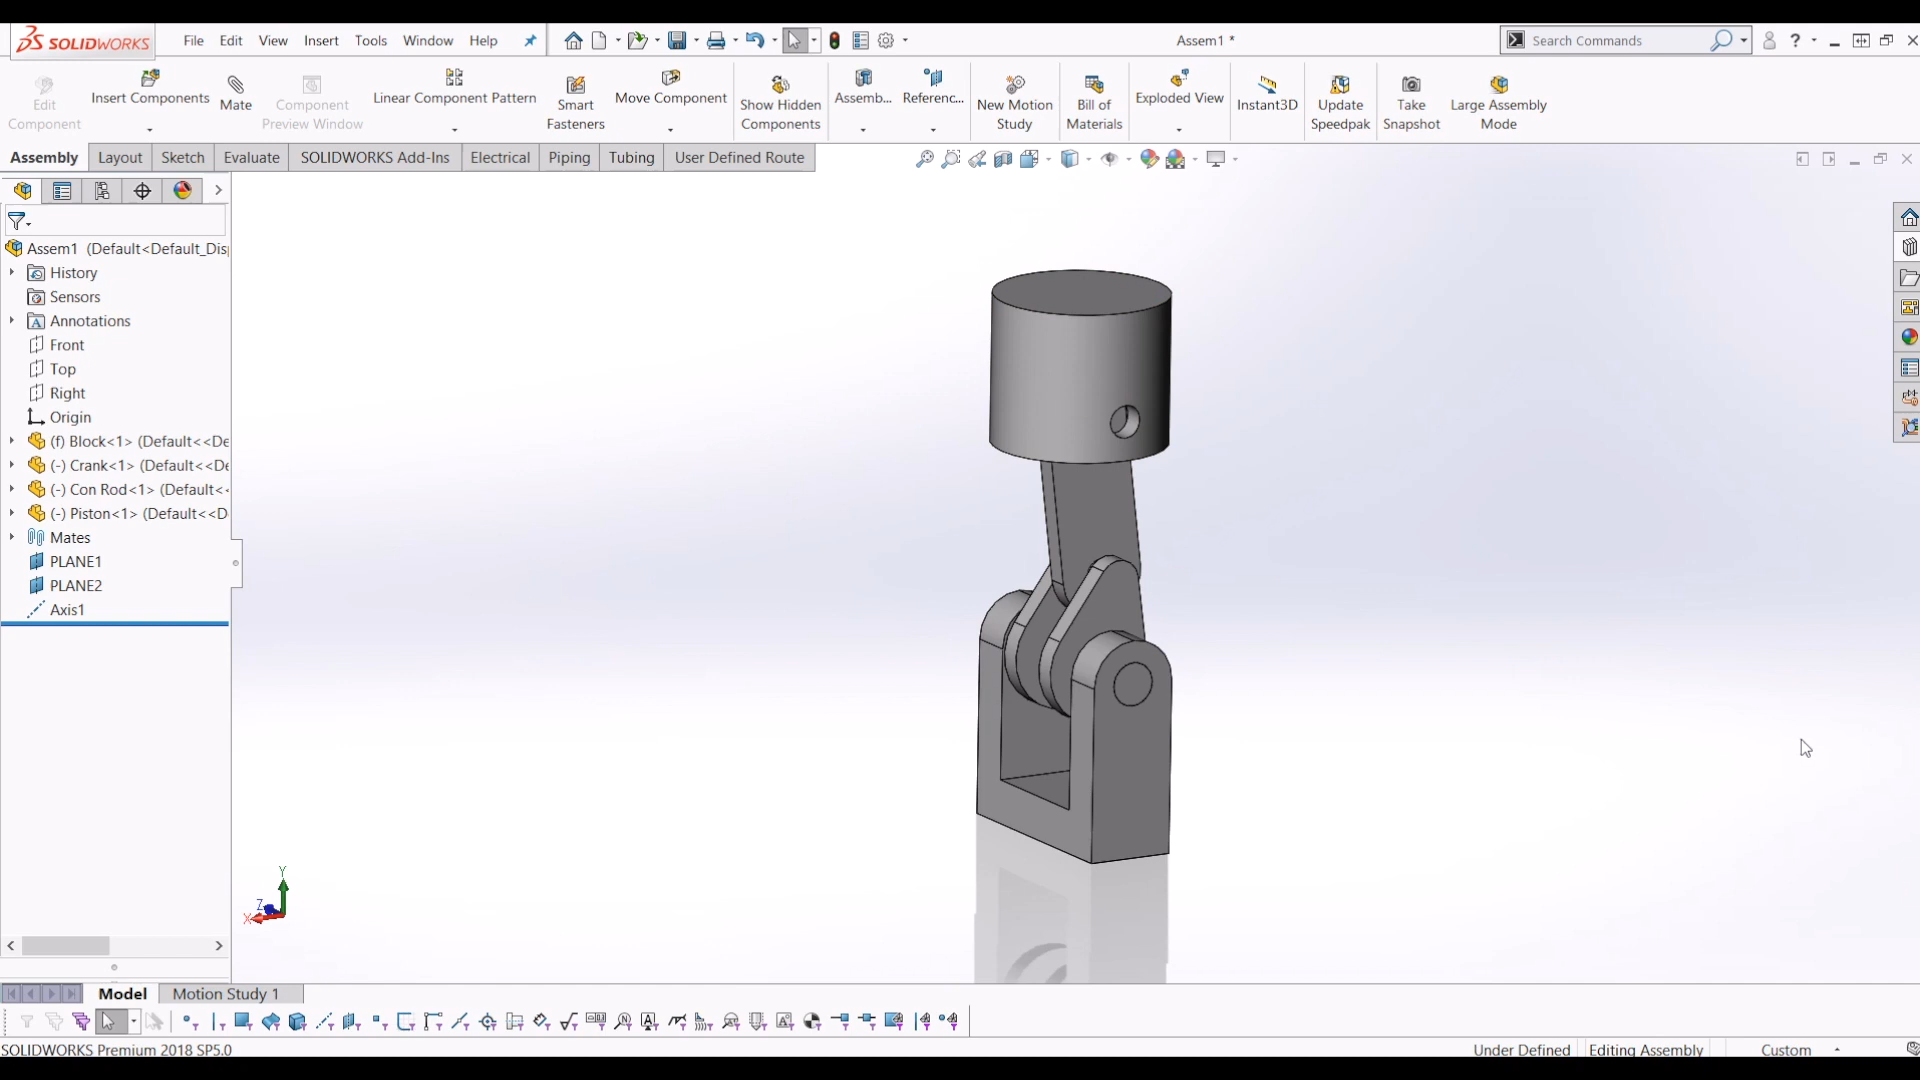 SOLIDWORKS File Edit View Insert Tools Window Help Assem1 * Search Commands ?
Edit Component
Insert Components
Mate
Component Preview Window
Linear Component Pattern
Smart Fasteners
Move Component
Show Hidden Components
Assemb...
Referenc...
New Motion Study
Bill of Materials
Exploded View
Instant3D
Update Speedpak
Take Snapshot
Large Assembly Mode
Assembly Layout Sketch Evaluate SOLIDWORKS Add-Ins Electrical Piping Tubing User Defined Route
Assem1 (Default<Default_Dis
History
Sensors
Annotations
Front
Top
Right
Origin
(f) Block<1> (Default<<De
(-) Crank<1> (Default<<De
(-) Con Rod<1> (Default<
(-) Piston<1> (Default<<D
Mates
PLANE1
PLANE2
Axis1
Y
Z
X
Model Motion Study 1
SOLIDWORKS Premium 2018 SP5.0 Under Defined Editing Assembly Custom